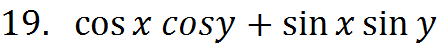 19. cos x cosy + sin x sin y